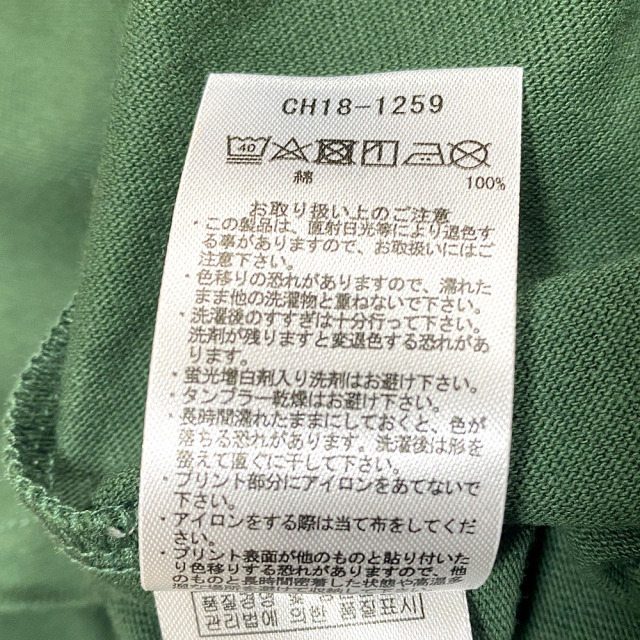 CH18-1259
40
綿 100%
お取り扱い上のご注意
・この製品は、直射日光等により退色す
る事がありますので、お取扱いにはご
注意下さい。
・色移りの恐れがありますので、濡れた
まま他の洗濯物と重ねないで下さい。
・洗濯後のすすぎは十分行って下さい。
洗剤が残りますと変退色する恐れがあ
ります。
・蛍光増白剤入り洗剤はお避け下さい。
・タンブラー乾燥はお避け下さい。
・長時間濡れたままにしておくと、色が
落ちる恐れがあります。洗濯後は形を
整えて直ぐに干して下さい。
・プリント部分にアイロンをあてないで
下さい。
・アイロンをする際は当て布をしてくだ
さい。
・プリント表面が他のものと貼り付いた
り色移りする恐れがありますので、他
のものと長時間密着した状態や高温多
품질경영
관리법에 의한 품질표시